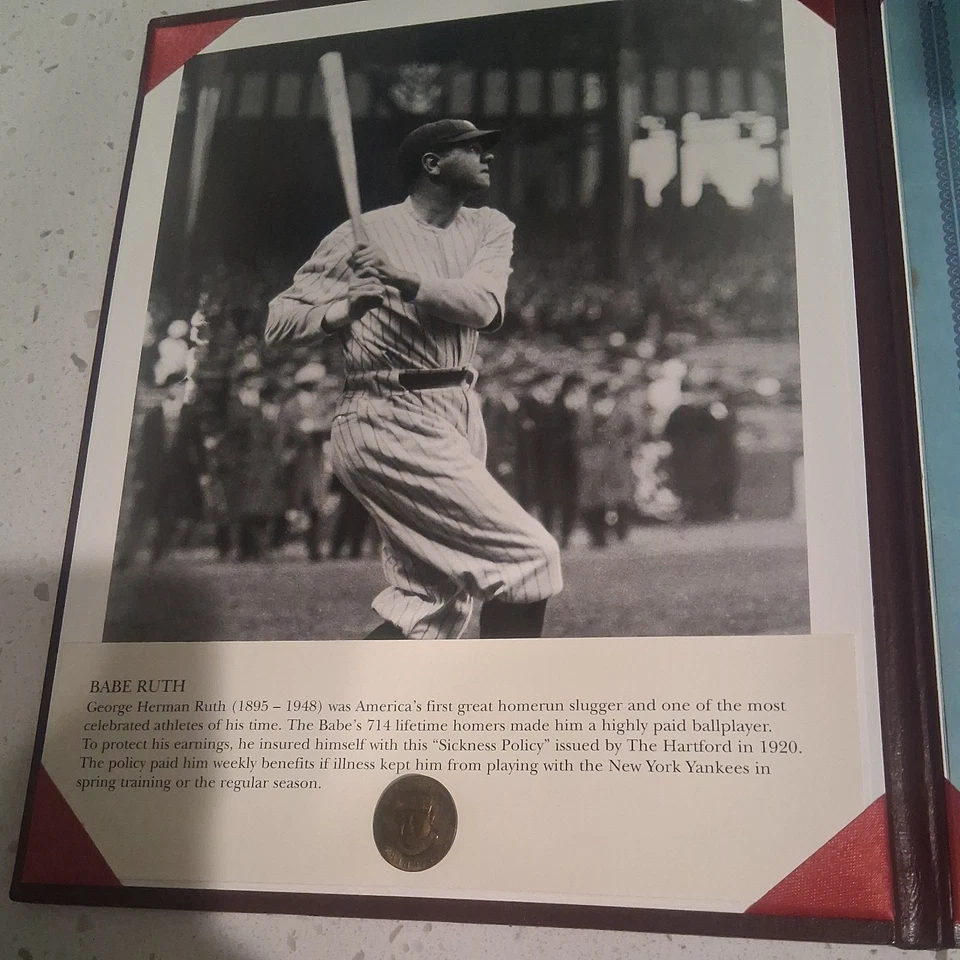 BABE RUTH
George Herman Ruth (1895 – 1948) was America's first great homerun slugger and one of the most
celebrated athletes of his time. The Babe's 714 lifetime homers made him a highly paid ballplayer.
To protect his earnings, he insured himself with this “Sickness Policy” issued by The Hartford in 1920.
The policy paid him weekly benefits if illness kept him from playing with the New York Yankees in
spring training or the regular season.